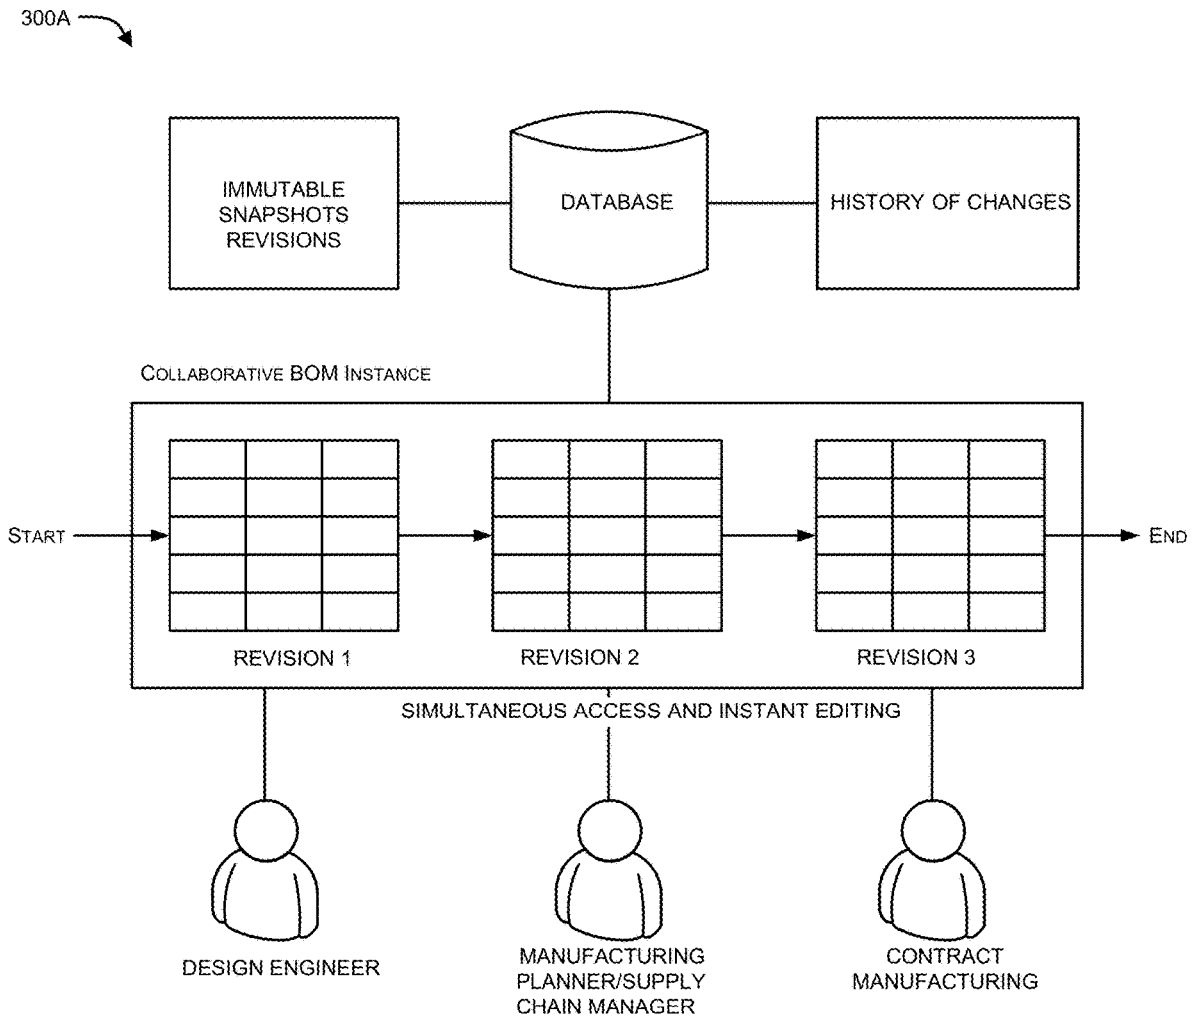 300A
IMMUTABLE
SNAPSHOTS
REVISIONS
DATABASE
HISTORY OF CHANGES
COLLABORATIVE BOM INSTANCE
START
END
REVISION 1
REVISION 2
REVISION 3
SIMULTANEOUS ACCESS AND INSTANT EDITING
DESIGN ENGINEER
MANUFACTURING
PLANNER/SUPPLY
CHAIN MANAGER
CONTRACT
MANUFACTURING